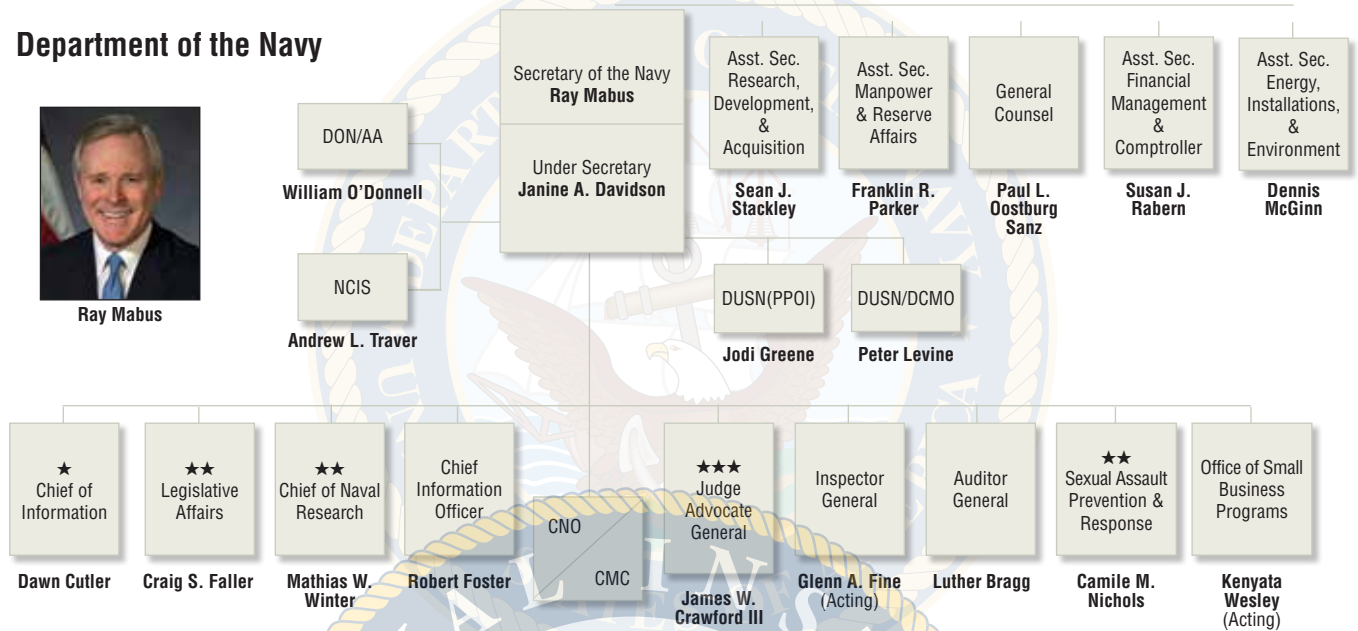 Department of the Navy
Ray Mabus
Secretary of the Navy
Ray Mabus
Under Secretary
Janine A. Davidson
DON/AA
William O'Donnell
NCIS
Andrew L. Traver
Asst. Sec.
Research,
Development,
&
Acquisition
Sean J.
Stackley
Asst. Sec.
Manpower
& Reserve
Affairs
Franklin R.
Parker
General
Counsel
Paul L.
Oostburg
Sanz
Asst. Sec.
Financial
Management
&
Comptroller
Susan J.
Rabern
Asst. Sec.
Energy,
Installations,
&
Environment
Dennis
McGinn
DUSN(PPOI)
Jodi Greene
DUSN/DCMO
Peter Levine
★
Chief of
Information
Dawn Cutler
★★
Legislative
Affairs
Craig S. Faller
★★
Chief of Naval
Research
Mathias W.
Winter
Chief
Information
Officer
Robert Foster
CNO
CMC
★★★
Judge
Advocate
General
James W.
Crawford III
Inspector
General
Glenn A. Fine
(Acting)
Auditor
General
Luther Bragg
★★
Sexual Assault
Prevention &
Response
Camile M.
Nichols
Office of Small
Business
Programs
Kenyata
Wesley
(Acting)